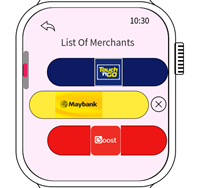 10:30
List Of Merchants
Touch
'n GO
Maybank
Boost